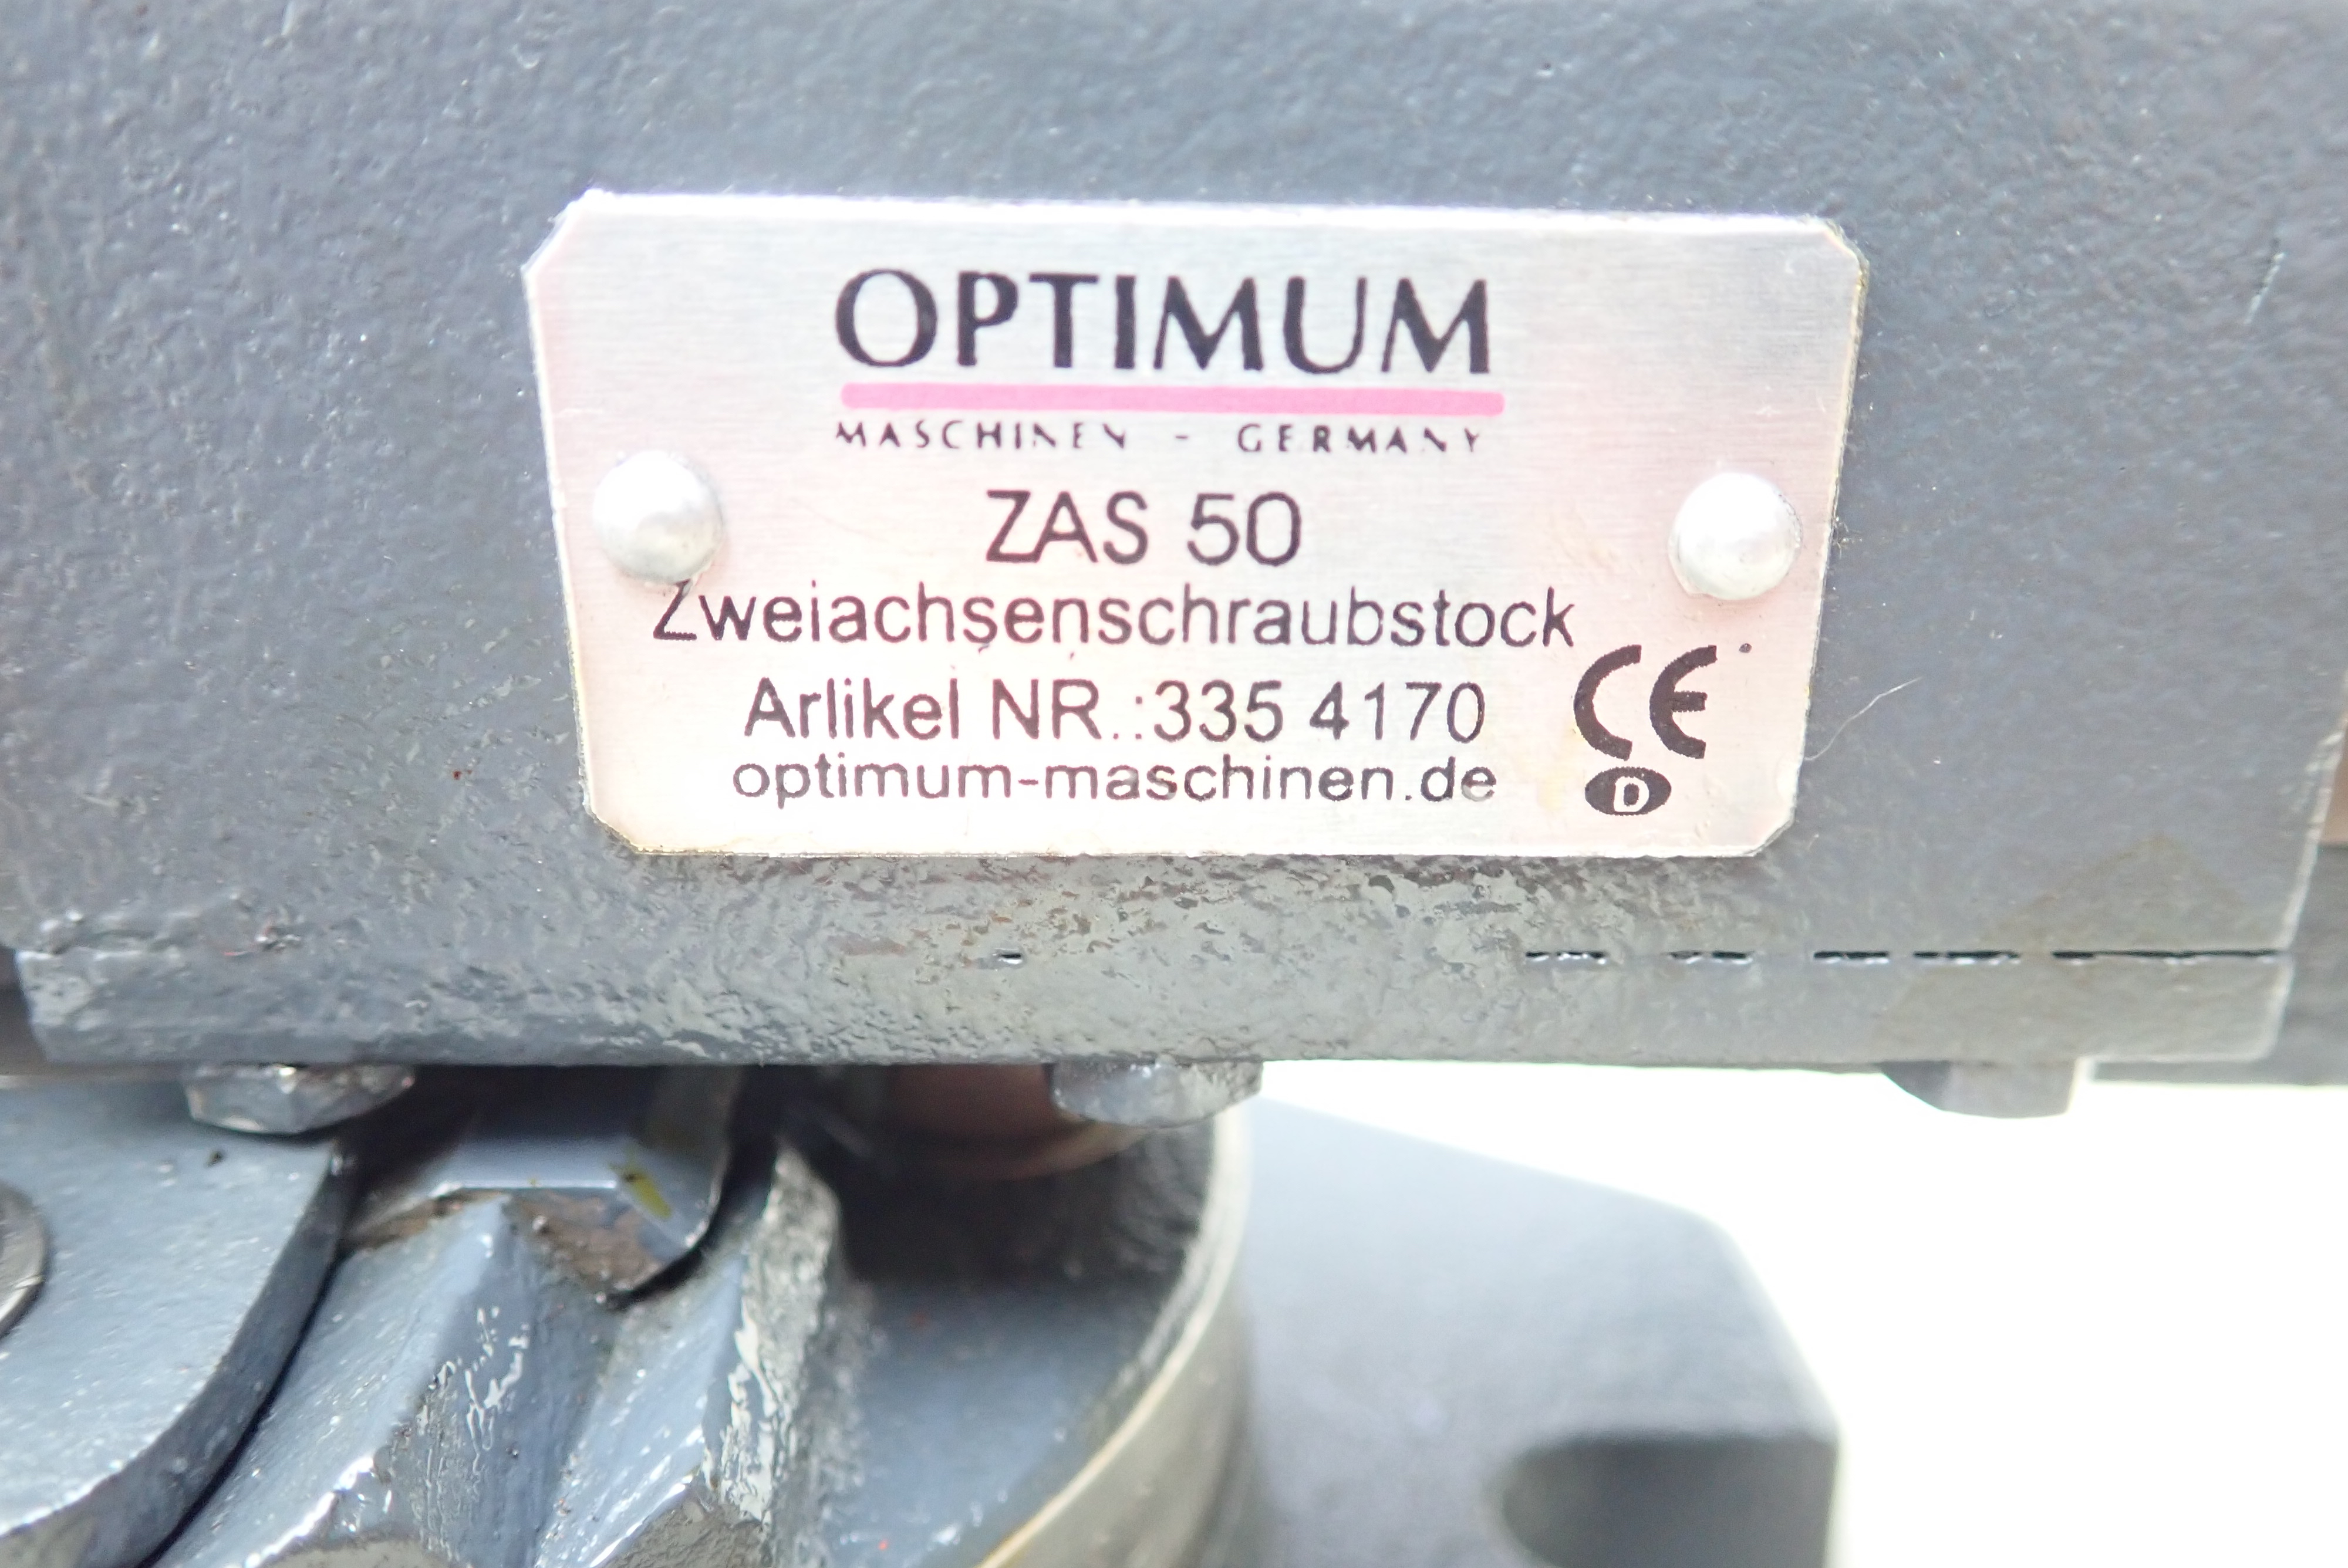 OPTIMUM
MASCHINEN - GERMANY
ZAS 50
Zweiachsenschraubstock
Arlikel NR.:335 4170
optimum-maschinen.de
CE
D